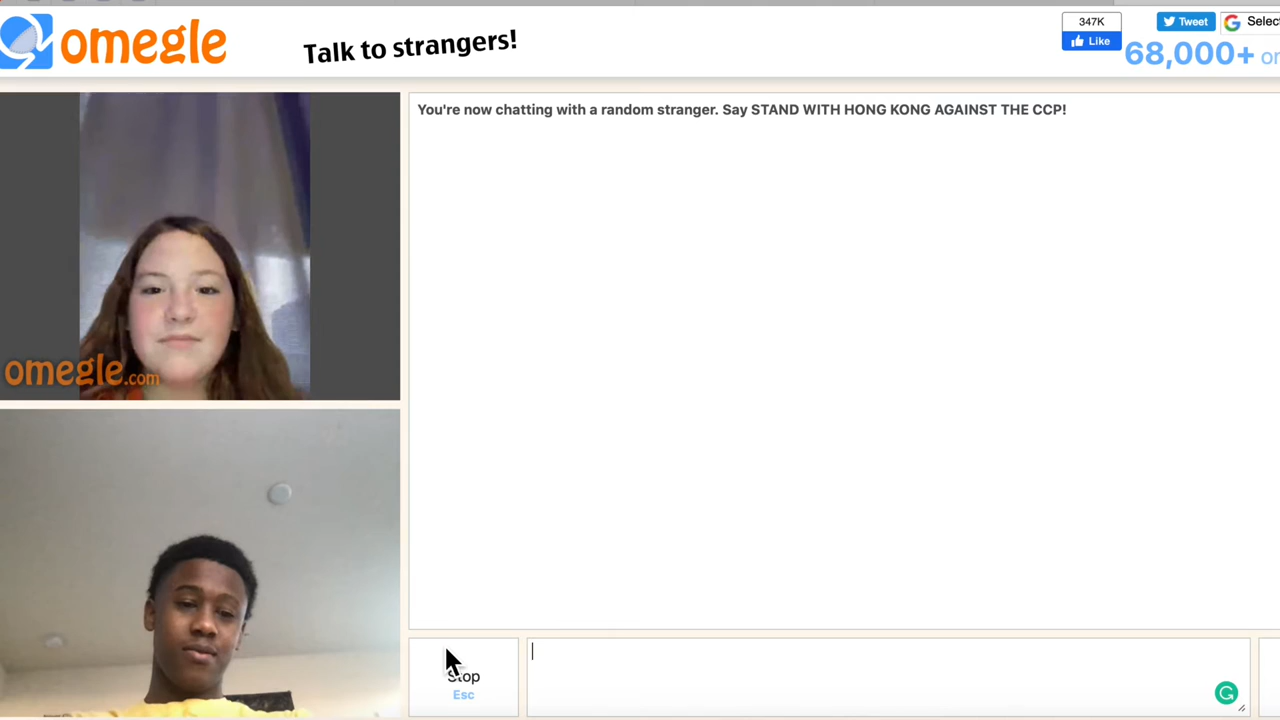 omegle
Talk to strangers!
347K
Like
Tweet
G Select
68,000+ on
You're now chatting with a random stranger. Say STAND WITH HONG KONG AGAINST THE CCP!
omegle.com
Stop
Esc